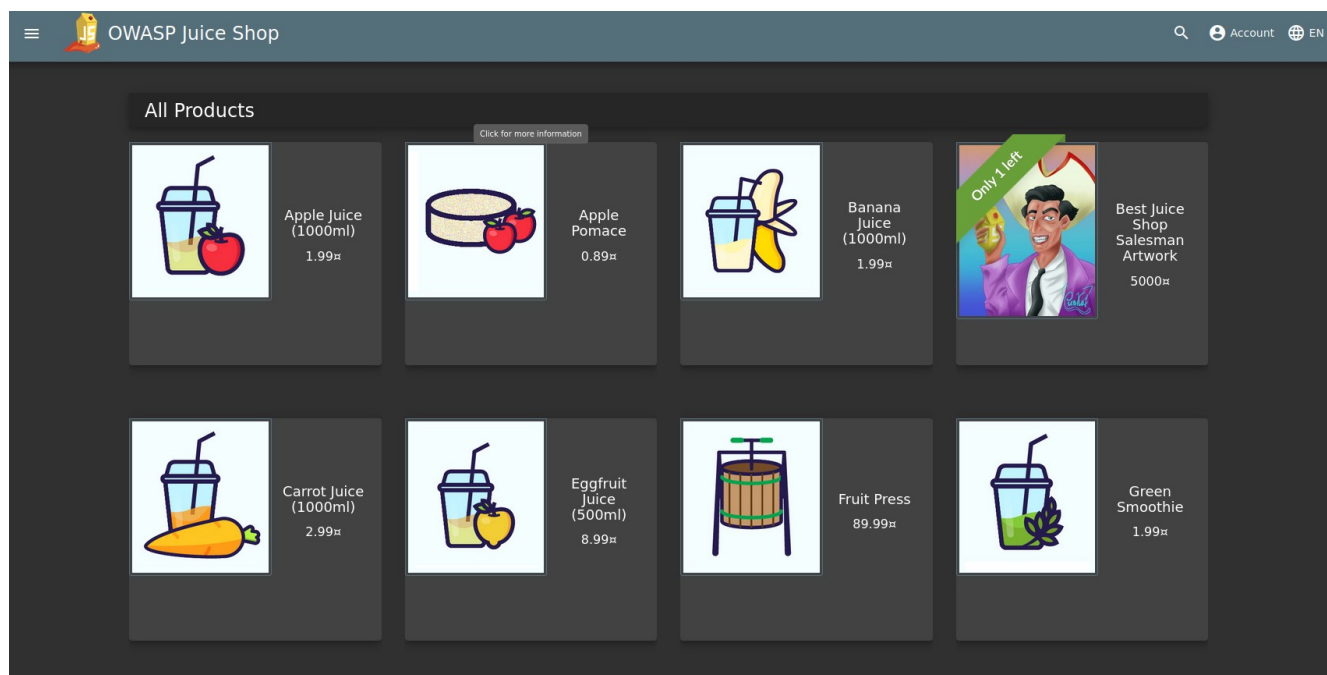 OWASP Juice Shop
Account
EN
All Products
Click for more information
Apple Juice
(1000ml)
1.99¤
Apple
Pomace
0.89¤
Banana
Juice
(1000ml)
1.99¤
Only 1 left
Best Juice
Shop
Salesman
Artwork
5000¤
Carrot Juice
(1000ml)
2.99¤
Eggfruit
Juice
(500ml)
8.99¤
Fruit Press
89.99¤
Green
Smoothie
1.99¤